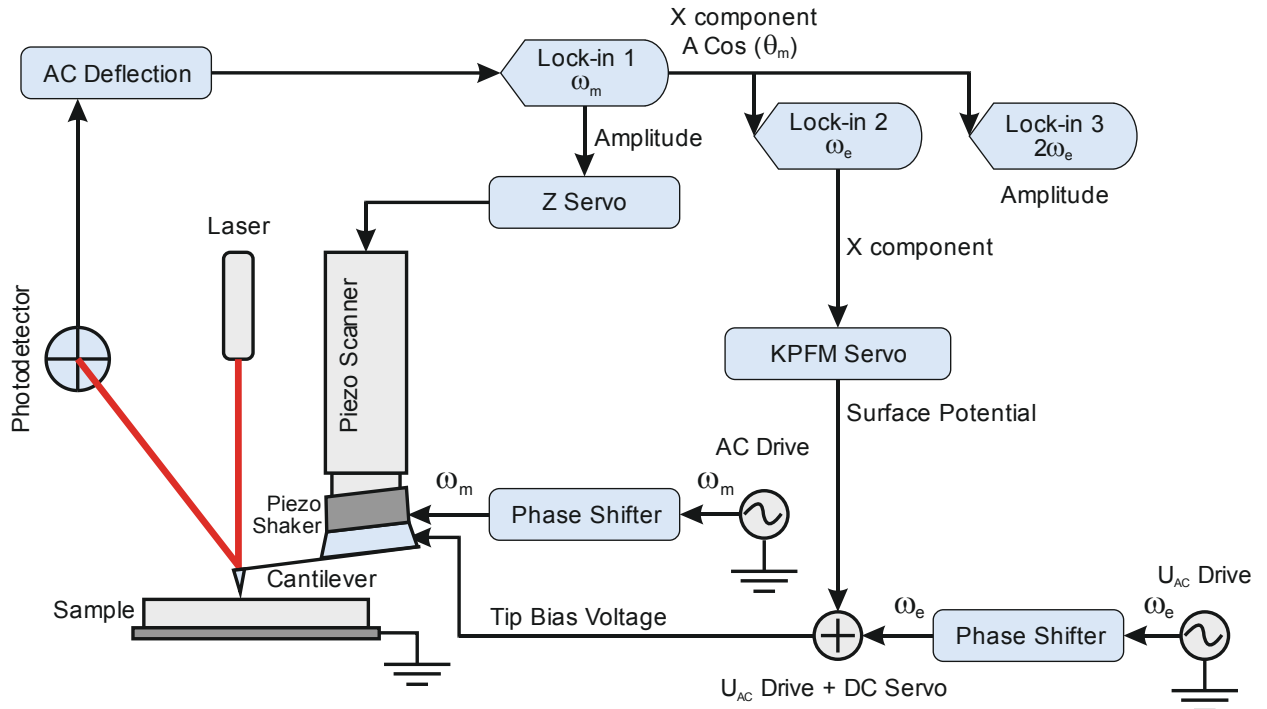 X component
A Cos (θm)
AC Deflection
Lock-in 1
ωm
Lock-in 2
ωe
Lock-in 3
2ωe
Amplitude
Amplitude
Z Servo
Laser
X component
Photodetector
Piezo Scanner
KPFM Servo
Surface Potential
AC Drive
ωm
ωm
Piezo
Shaker
Phase Shifter
Cantilever
Sample
UAC Drive
Tip Bias Voltage
ωe
ωe
Phase Shifter
UAC Drive + DC Servo